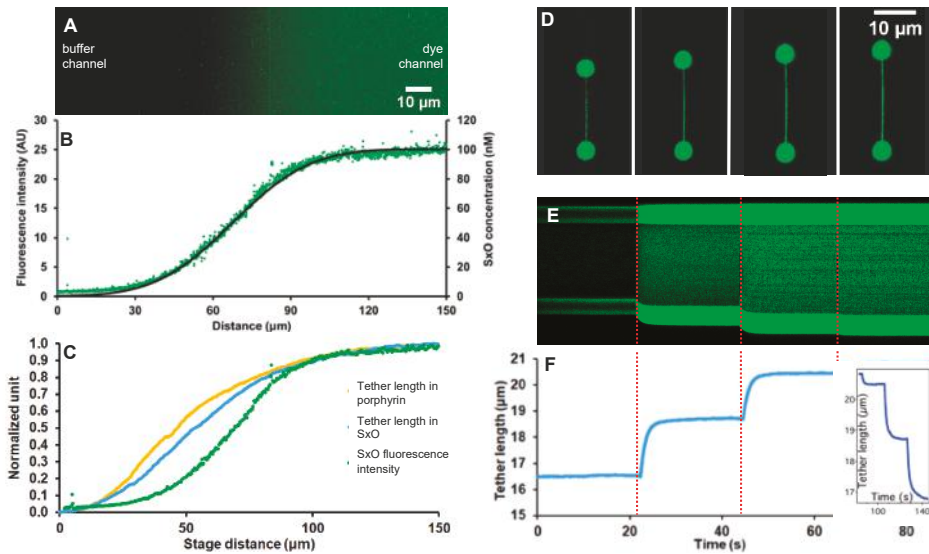 A
buffer
channel
dye
channel
10 µm
B
Fluorescence intensity (AU)
30
25
20
15
10
5
0
SxO concentration (nM)
120
100
80
60
40
20
0
0 30 60 90 120 150
Distance (µm)
C
Normalized unit
1.0
0.9
0.8
0.7
0.6
0.5
0.4
0.3
0.2
0.1
0.0
Tether length in
porphyrin
Tether length in
SxO
SxO fluorescence
intensity
0 50 100 150
Stage distance (µm)
D
10 µm
E
F
Tether length (µm)
21
20
19
18
17
16
15
0 20 40 60 80
Time (s)
Tether length (µm)
20
19
18
17
Time (s)
100 140